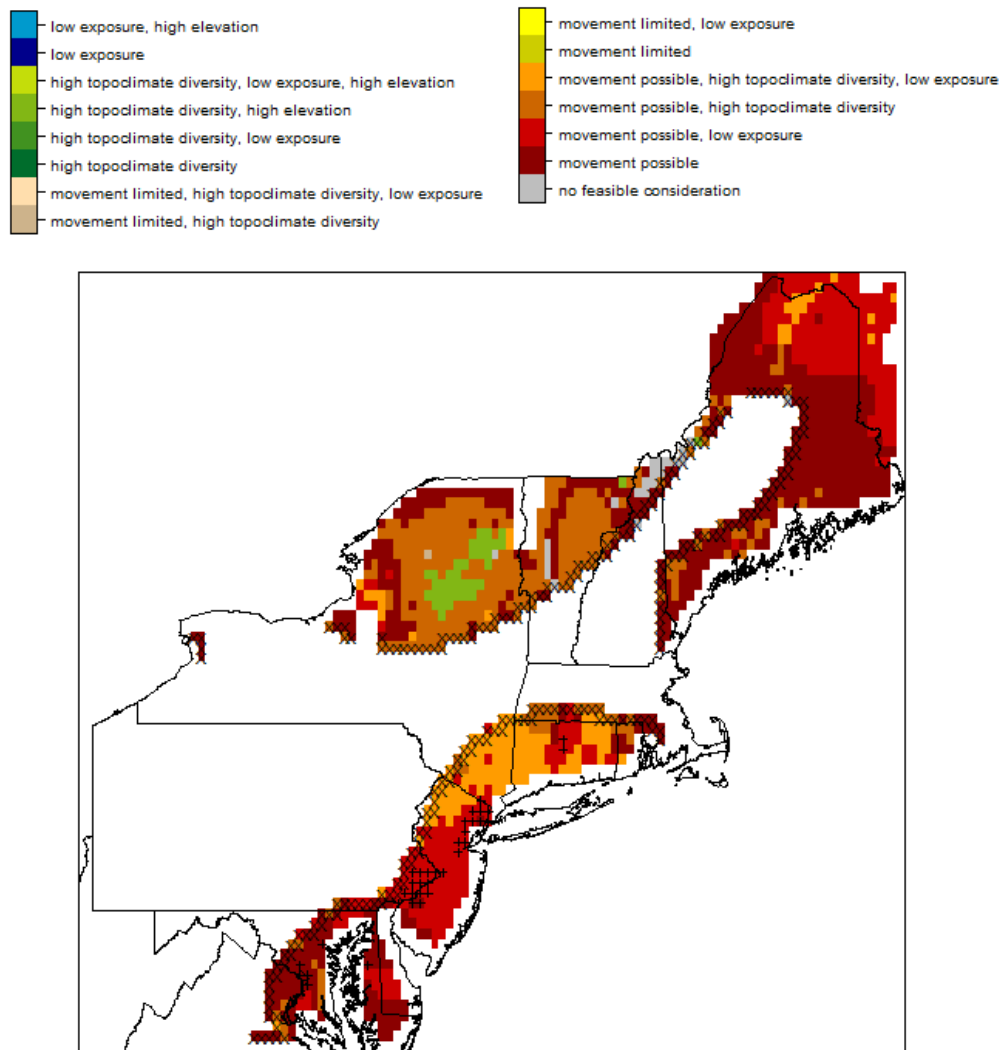 low exposure, high elevation
low exposure
high topoclimate diversity, low exposure, high elevation
high topoclimate diversity, high elevation
high topoclimate diversity, low exposure
high topoclimate diversity
movement limited, high topoclimate diversity, low exposure
movement limited, high topoclimate diversity
movement limited, low exposure
movement limited
movement possible, high topoclimate diversity, low exposure
movement possible, high topoclimate diversity
movement possible, low exposure
movement possible
no feasible consideration